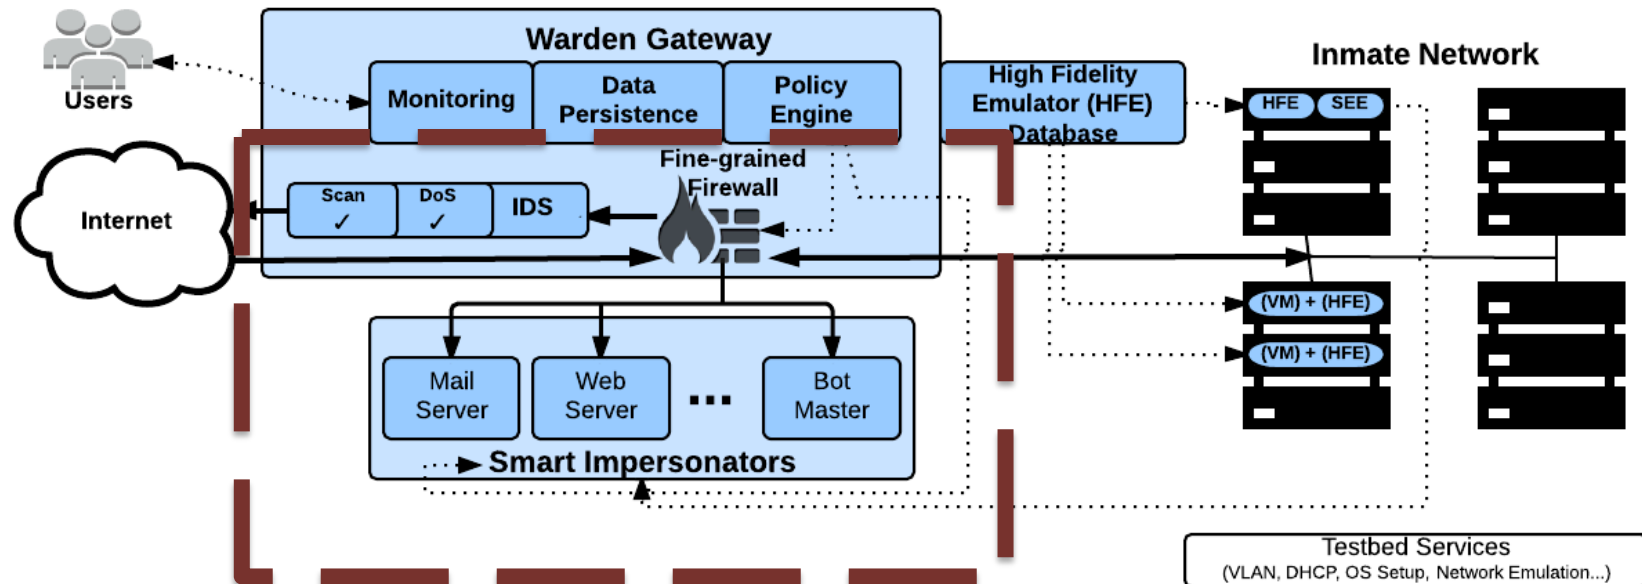 Warden Gateway
Users
Monitoring
Data
Persistence
Policy
Engine
High Fidelity
Emulator (HFE)
Database
Inmate Network
HFE
SEE
Internet
Scan
✓
DoS
✓
IDS
Fine-grained
Firewall
(VM) + (HFE)
(VM) + (HFE)
Mail
Server
Web
Server
...
Bot
Master
Smart Impersonators
Testbed Services
(VLAN, DHCP, OS Setup, Network Emulation...)